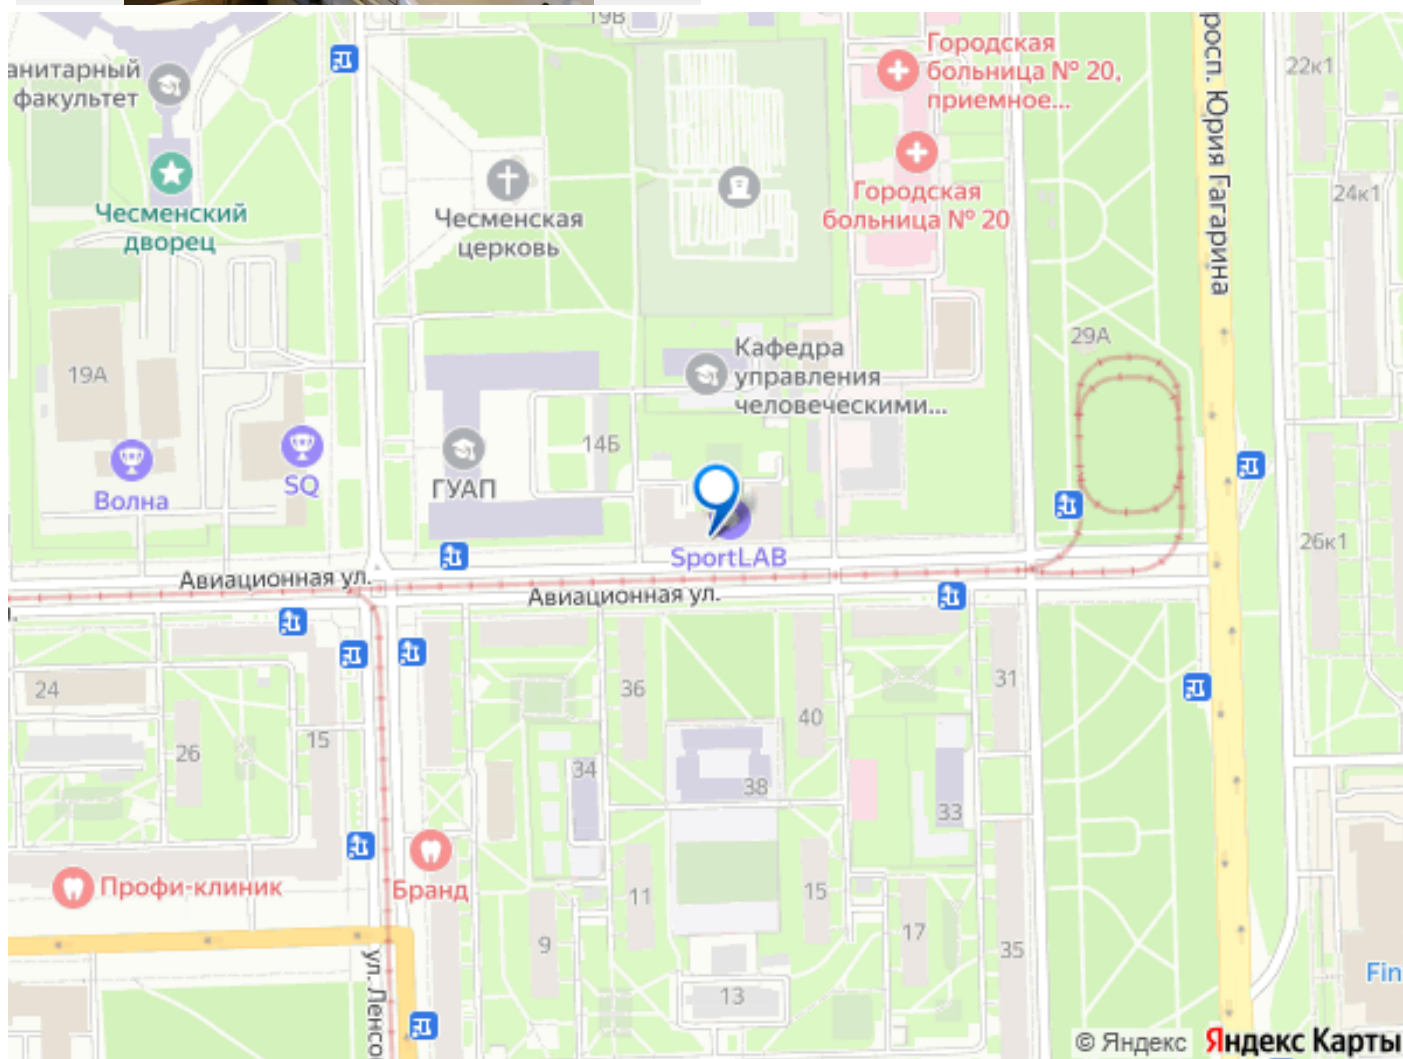 19В
росп. Юрия Гагарина
22к1
Городская
больница № 20,
приемное...
анитарный
факультет
Городская
больница № 20
24к1
Чесменский
дворец
Чесменская
церковь
29А
Кафедра
управления
человеческими...
19А
14Б
SQ
Волна
ГУАП
26к1
SportLAB
Авиационная ул.
Авиационная ул.
24
36
31
40
26
15
34
38
33
Профи-клиник
Бранд
11
15
17
9
35
ул. Ленсо
Fin
13
© Яндекс Яндекс Карты